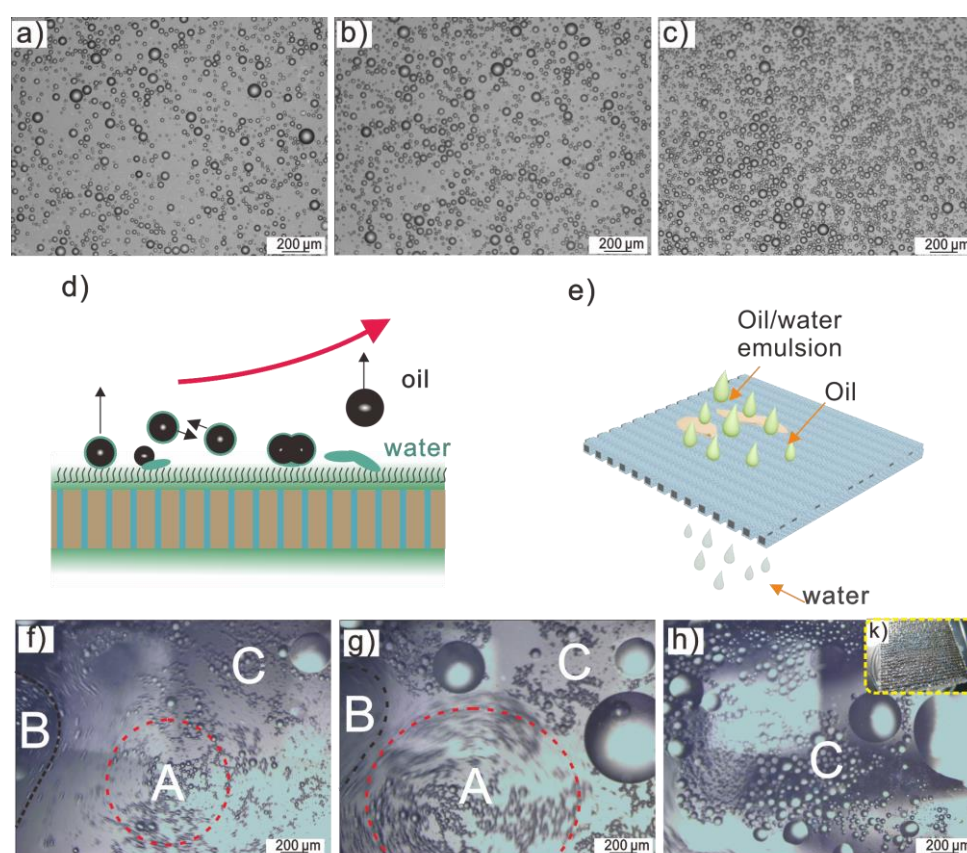 a)
b)
c)
200 μm
200 μm
200 μm
d)
oil
water
e)
Oil/water
emulsion
Oil
water
f)
C
B
A
200 μm
g)
C
B
A
200 μm
h)
k)
C
200 μm